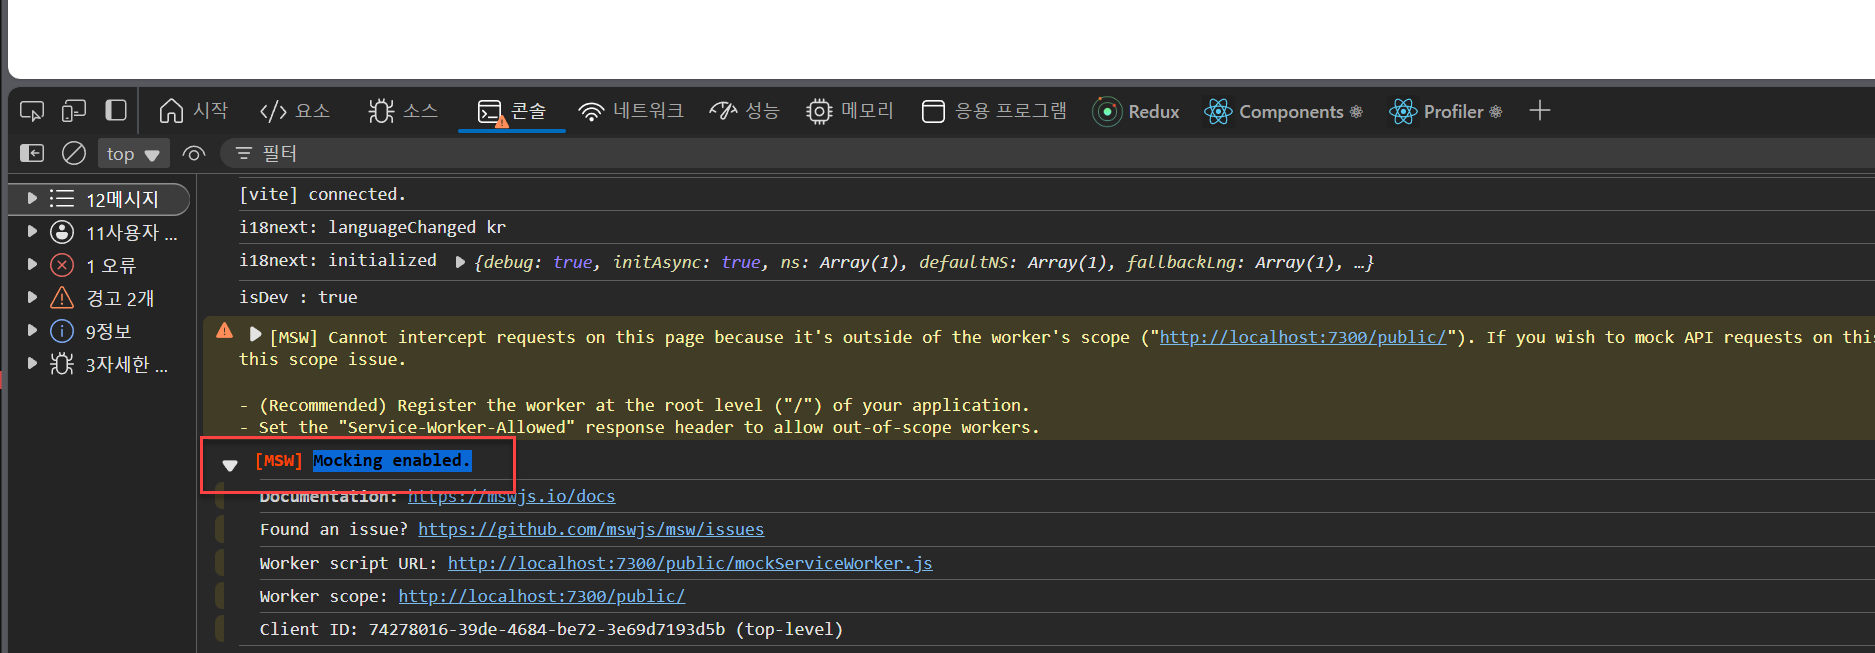 시작 요소 소스 콘솔 네트워크 성능 메모리 응용 프로그램 Redux Components Profiler
top 필터
12메시지
11사용자 ...
1 오류
경고 2개
9정보
3자세한 ...
[vite] connected.
i18next: languageChanged kr
i18next: initialized {debug: true, initAsync: true, ns: Array(1), defaultNS: Array(1), fallbackLng: Array(1), …}
isDev : true
[MSW] Cannot intercept requests on this page because it's outside of the worker's scope ("http://localhost:7300/public/"). If you wish to mock API requests on this
this scope issue.
- (Recommended) Register the worker at the root level ("/") of your application.
- Set the "Service-Worker-Allowed" response header to allow out-of-scope workers.
[MSW] Mocking enabled.
Documentation: https://mswjs.io/docs
Found an issue? https://github.com/mswjs/msw/issues
Worker script URL: http://localhost:7300/public/mockServiceWorker.js
Worker scope: http://localhost:7300/public/
Client ID: 74278016-39de-4684-be72-3e69d7193d5b (top-level)